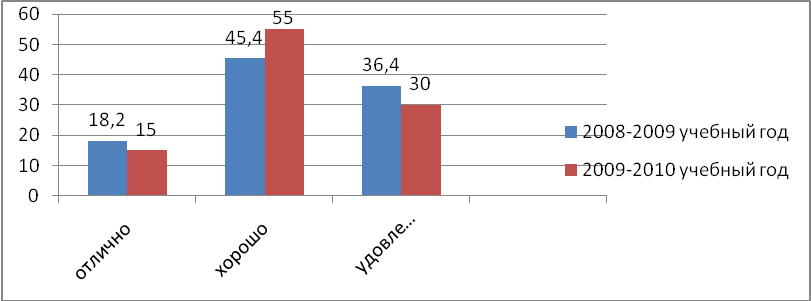 60
50
40
30
20
10
0
18,2
15
45,4
55
36,4
30
отлично
хорошо
удовле...
2008-2009 учебный год
2009-2010 учебный год